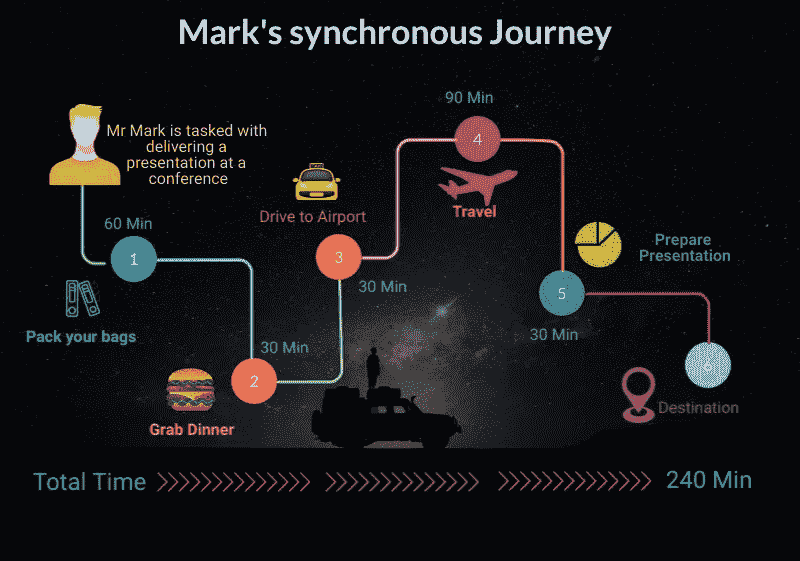 Mark's synchronous Journey
Mr Mark is tasked with
delivering a
presentation at a
conference
60 Min
1
Pack your bags
30 Min
2
Grab Dinner
Drive to Airport
3
30 Min
90 Min
4
Travel
Prepare
Presentation
5
30 Min
6
Destination
Total Time
240 Min